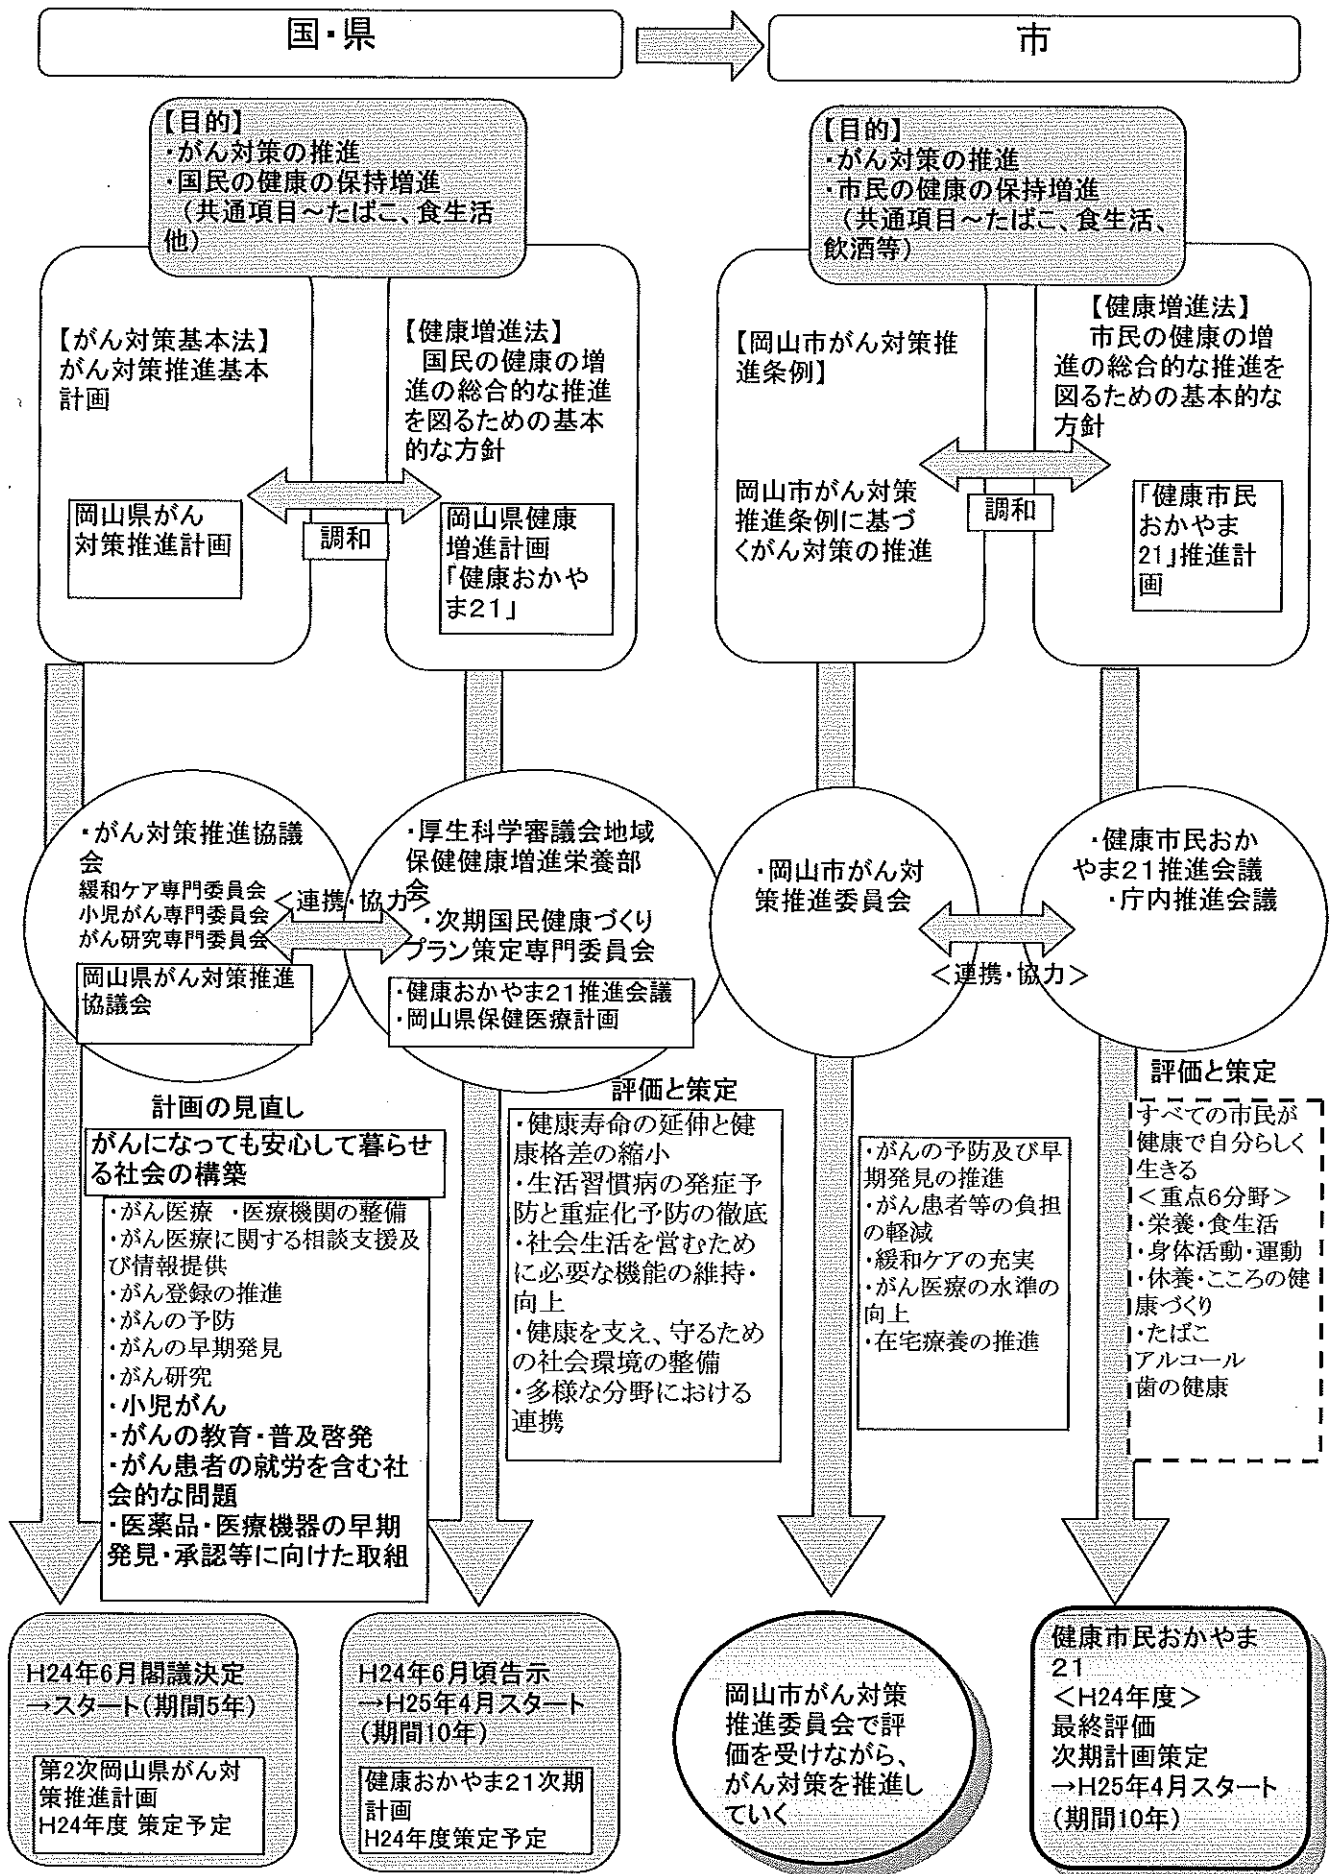 国・県
市
【目的】
・がん対策の推進
・国民の健康の保持増進
（共通項目～たばこ、食生活
他）
【がん対策基本法】
がん対策推進基本
計画
岡山県がん
対策推進計画
調和
【健康増進法】
国民の健康の増
進の総合的な推進
を図るための基本
的な方針
岡山県健康
増進計画
「健康おかや
ま21」
【目的】
・がん対策の推進
・市民の健康の保持増進
（共通項目～たばこ、食生活、
飲酒等）
【岡山市がん対策推
進条例】
岡山市がん対策
推進条例に基づ
くがん対策の推進
調和
【健康増進法】
市民の健康の増
進の総合的な推進を
図るための基本的な
方針
「健康市民
おかやま
21」推進計
画
・がん対策推進協議
会
緩和ケア専門委員会
小児がん専門委員会
がん研究専門委員会
岡山県がん対策推進
協議会
＜連携・協力＞
・厚生科学審議会地域
保健健康増進栄養部
会
・次期国民健康づくり
プラン策定専門委員会
・健康おかやま21推進会議
・岡山県保健医療計画
・岡山市がん対
策推進委員会
＜連携・協力＞
・健康市民おか
やま21推進会議
・庁内推進会議
計画の見直し
がんになっても安心して暮らせ
る社会の構築
・がん医療 ・医療機関の整備
・がん医療に関する相談支援及
び情報提供
・がん登録の推進
・がんの予防
・がんの早期発見
・がん研究
・小児がん
・がんの教育・普及啓発
・がん患者の就労を含む社
会的な問題
・医薬品・医療機器の早期
発見・承認等に向けた取組
評価と策定
・健康寿命の延伸と健
康格差の縮小
・生活習慣病の発症予
防と重症化予防の徹底
・社会生活を営むため
に必要な機能の維持・
向上
・健康を支え、守るため
の社会環境の整備
・多様な分野における
連携
・がんの予防及び早
期発見の推進
・がん患者等の負担
の軽減
・緩和ケアの充実
・がん医療の水準の
向上
・在宅療養の推進
評価と策定
すべての市民が
健康で自分らしく
生きる
＜重点6分野＞
・栄養・食生活
・身体活動・運動
・休養・こころの健
康づくり
・たばこ
アルコール
歯の健康
H24年6月閣議決定
→スタート（期間5年）
第2次岡山県がん対
策推進計画
H24年度 策定予定
H24年6月頃告示
→H25年4月スタート
（期間10年）
健康おかやま21次期
計画
H24年度策定予定
岡山市がん対策
推進委員会で評
価を受けながら、
がん対策を推進し
ていく
健康市民おかやま
21
＜H24年度＞
最終評価
次期計画策定
→H25年4月スタート
（期間10年）